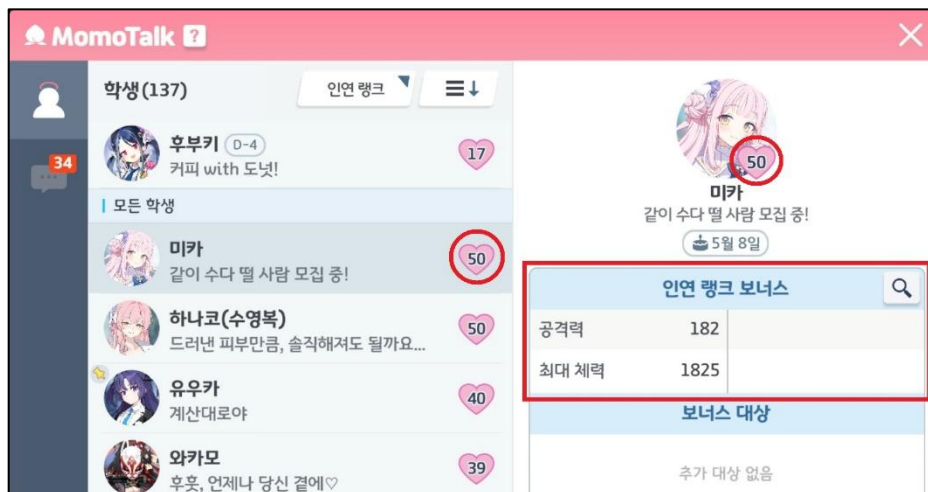 MomoTalk ?
학생(137)
인연 랭크
34
후부키 D-4
커피 with 도넛!
17
모든 학생
미카
같이 수다 떨 사람 모집 중!
50
하나코(수영복)
드러낸 피부만큼, 솔직해져도 될까요...
50
유우카
계산대로야
40
와카모
후훗, 언제나 당신 곁에♡
39
50
미카
같이 수다 떨 사람 모집 중!
5월 8일
인연 랭크 보너스
공격력 182
최대 체력 1825
보너스 대상
추가 대상 없음